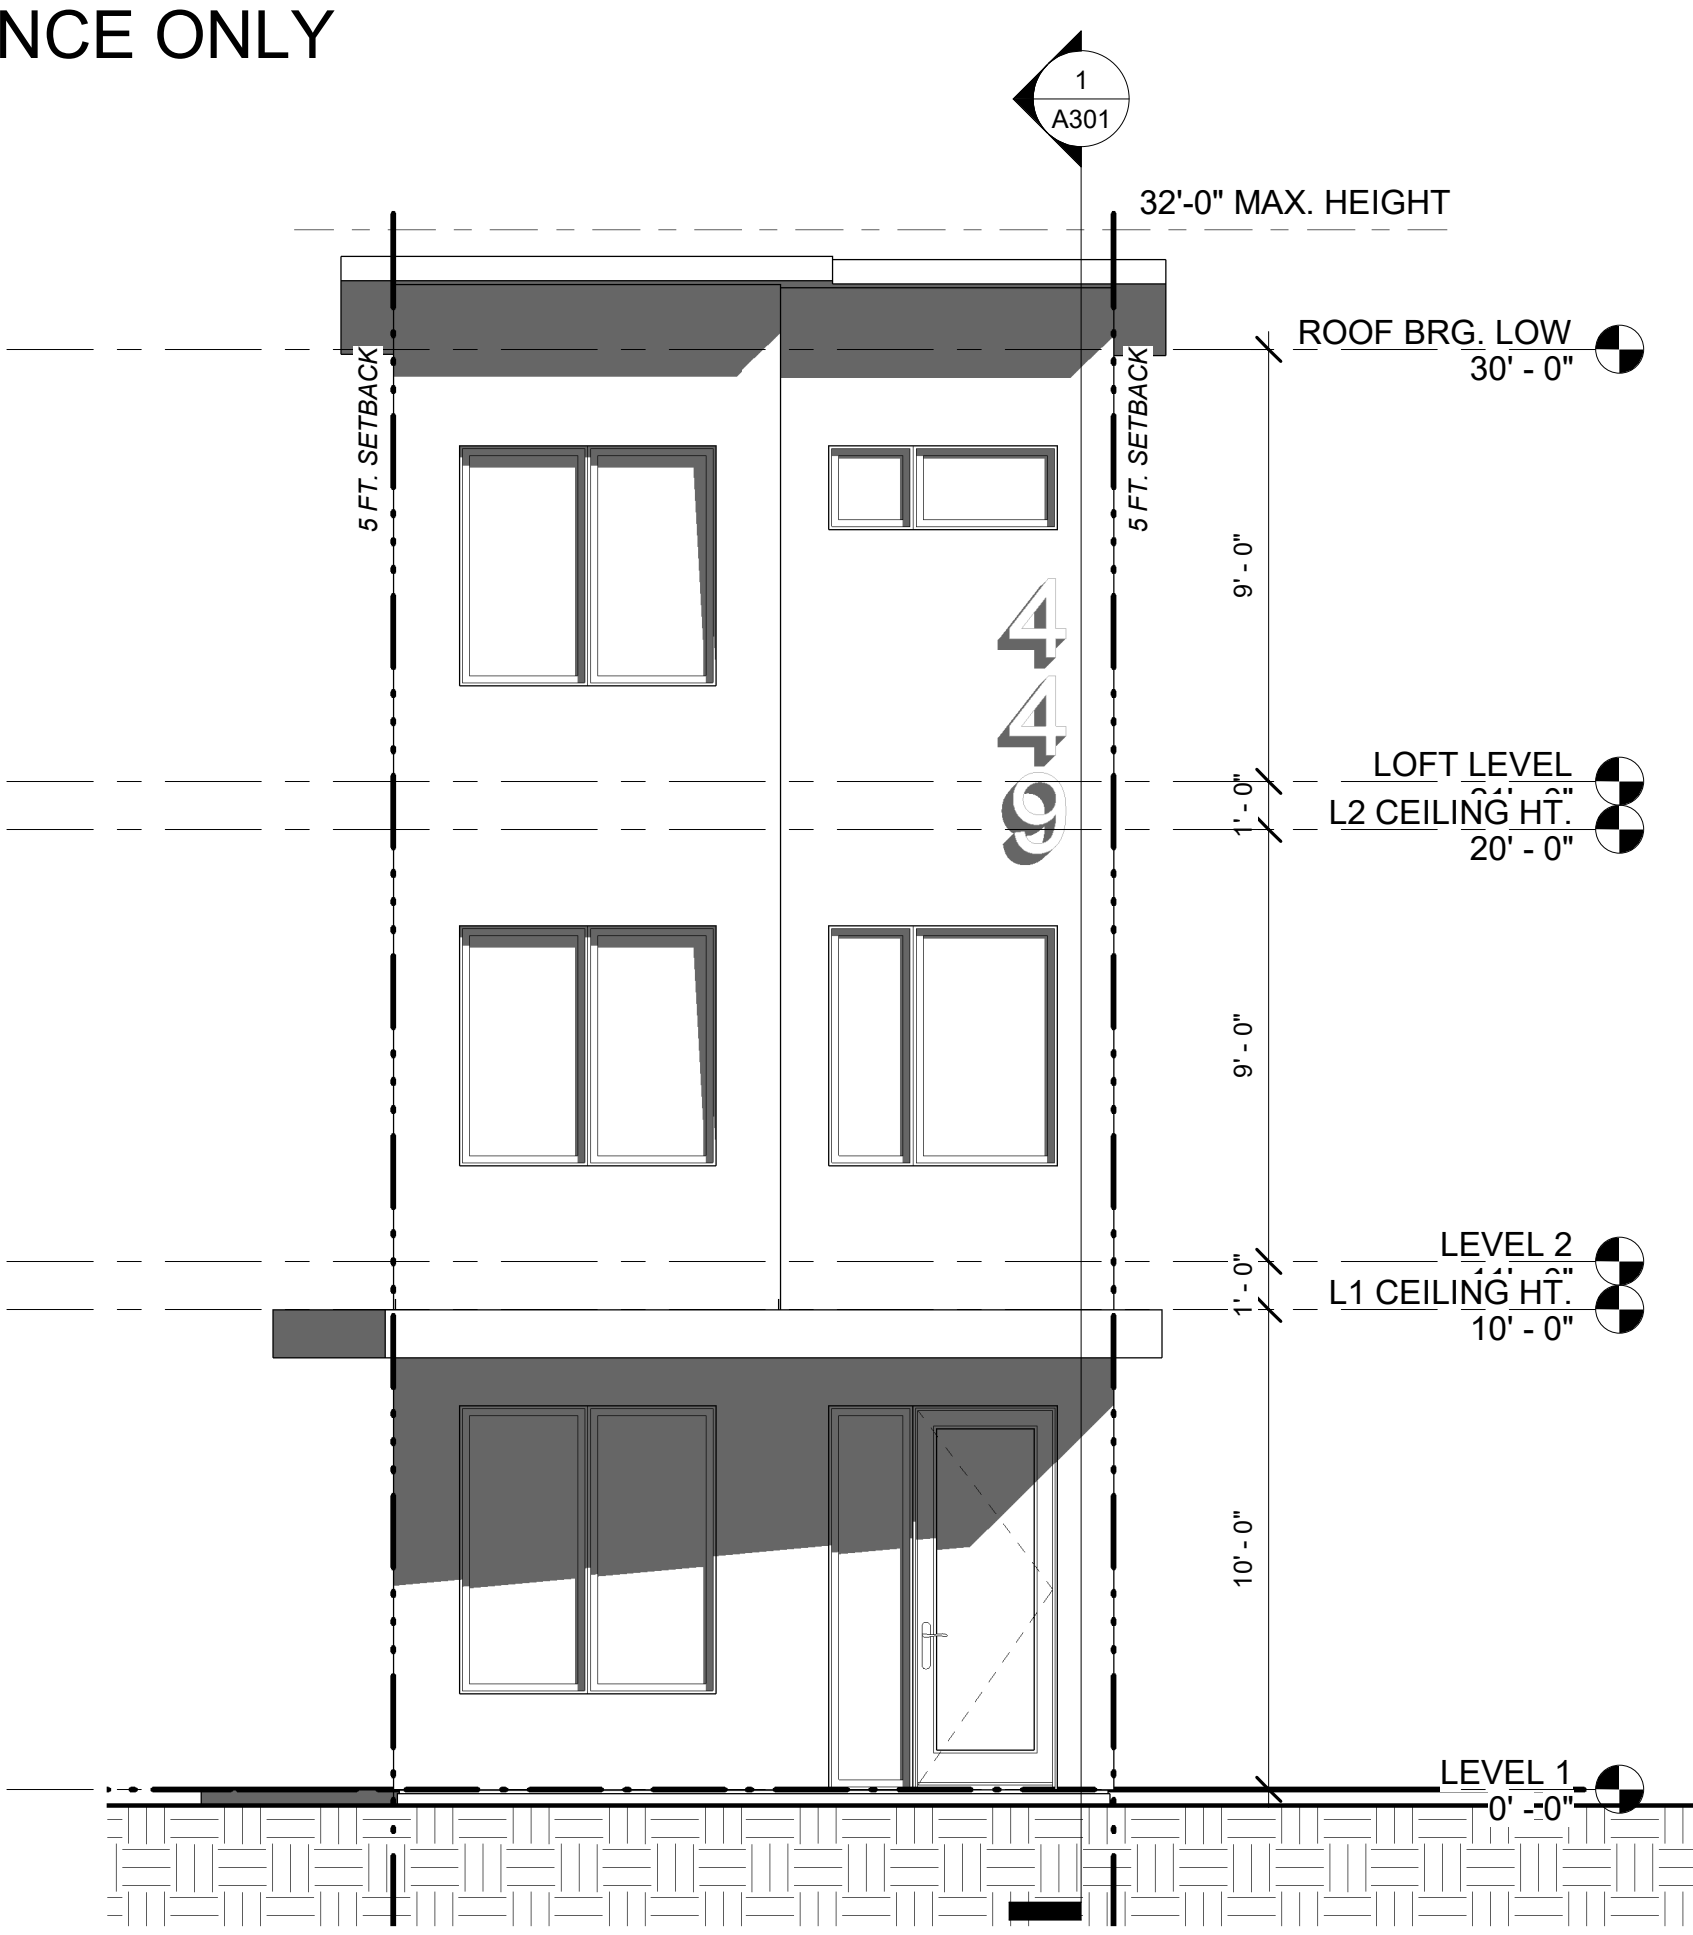 NCE ONLY
1
A301
32'-0" MAX. HEIGHT
ROOF BRG. LOW
30' - 0"
5 FT. SETBACK
5 FT. SETBACK
9' - 0"
4
4
9
LOFT LEVEL
1' - 0"
L2 CEILING HT.
20' - 0"
9' - 0"
LEVEL 2
1' - 0"
L1 CEILING HT.
10' - 0"
10' - 0"
LEVEL 1
0' - 0"